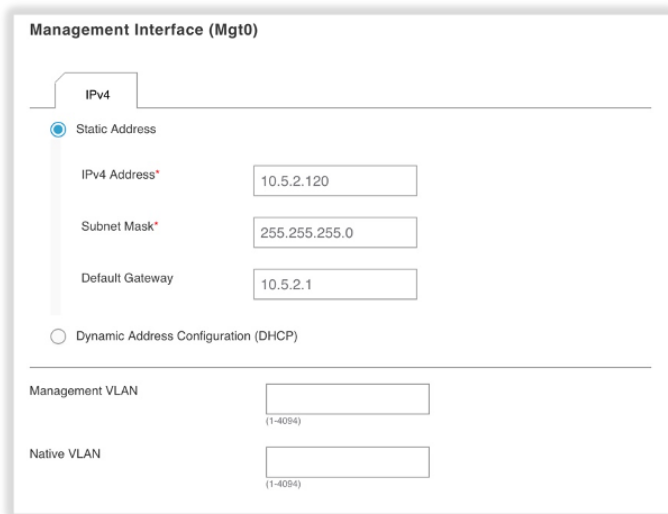 Management Interface (Mgt0)
IPv4
Static Address
IPv4 Address* 10.5.2.120
Subnet Mask* 255.255.255.0
Default Gateway 10.5.2.1
Dynamic Address Configuration (DHCP)
Management VLAN
(1-4094)
Native VLAN
(1-4094)